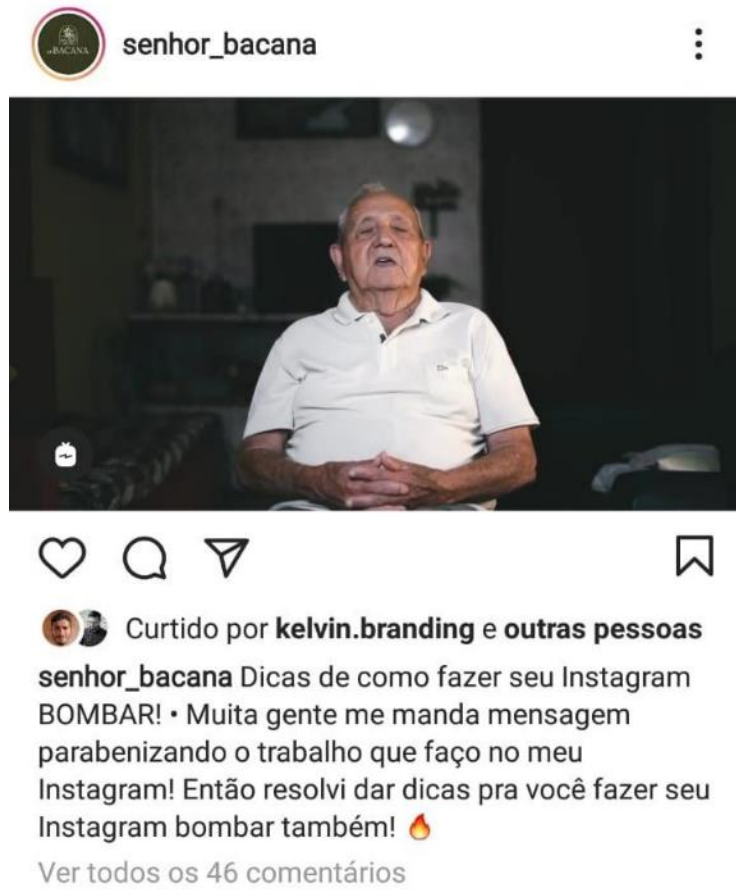 BACANA
senhor_bacana
Curtido por kelvin.branding e outras pessoas
senhor_bacana Dicas de como fazer seu Instagram
BOMBAR! • Muita gente me manda mensagem
parabenizando o trabalho que faço no meu
Instagram! Então resolvi dar dicas pra você fazer seu
Instagram bombar também! 🔥
Ver todos os 46 comentários